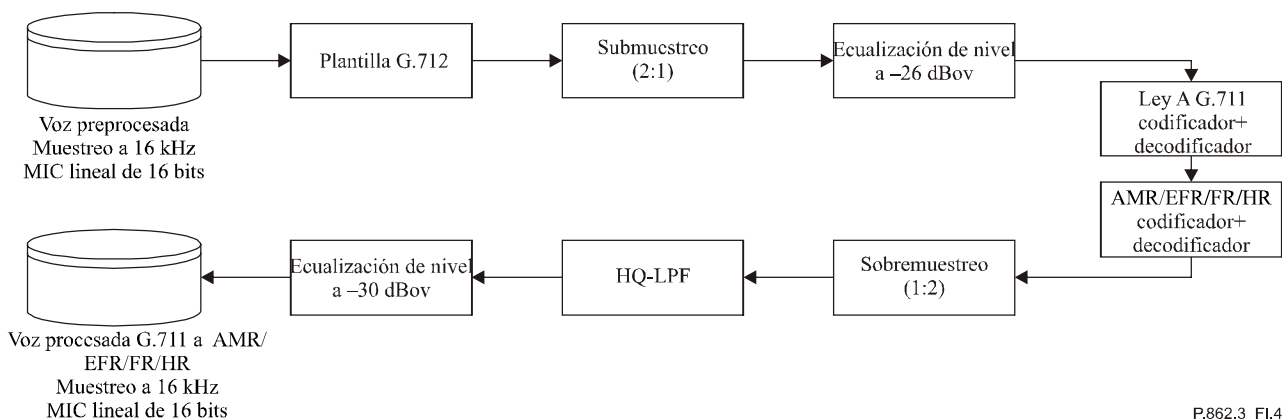 Voz preprocesada
Muestreo a 16 kHz
MIC lineal de 16 bits
Plantilla G.712
Submuestreo
(2:1)
Ecualización de nivel
a –26 dBov
Ley A G.711
codificador+
decodificador
AMR/EFR/FR/HR
codificador+
decodificador
Sobremuestreo
(1:2)
HQ-LPF
Ecualización de nivel
a –30 dBov
Voz procesada G.711 a AMR/
EFR/FR/HR
Muestreo a 16 kHz
MIC lineal de 16 bits
P.862.3_FI.4